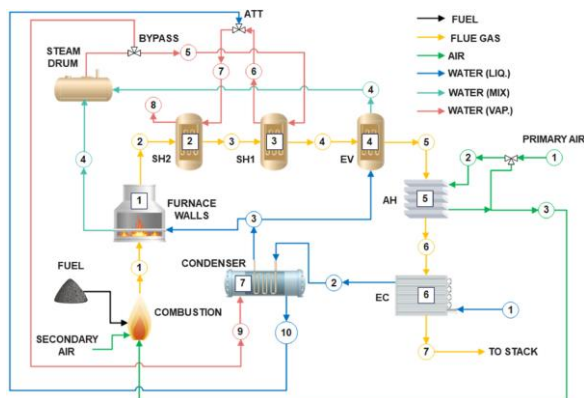 ATT
BYPASS
STEAM
DRUM
5
7
6
8
4
4
2
2
3
3
4
4
5
SH2
SH1
EV
1
FURNACE
WALLS
3
FUEL
FLUE GAS
AIR
WATER (LIQ.)
WATER (MIX)
WATER (VAP.)
PRIMARY AIR
2
1
5
AH
3
6
CONDENSER
7
2
6
EC
1
FUEL
1
COMBUSTION
SECONDARY
AIR
9
10
7
TO STACK